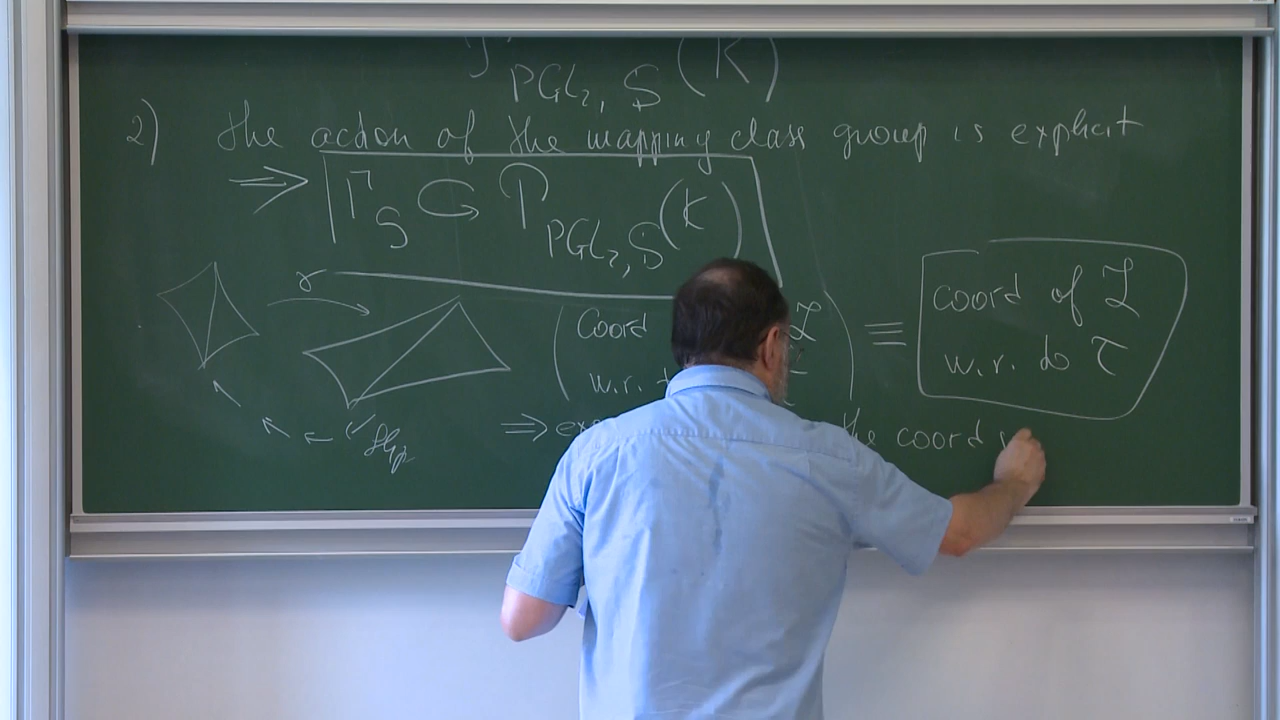 PGL₂, S (K)
2) the action of the mapping class group is explicit
⇒ Γ_S ↻ P_PGL₂, S (K)
γ
Coord L
w.r.
≡
coord of L
w.r. to τ
flip
⇒ the coord